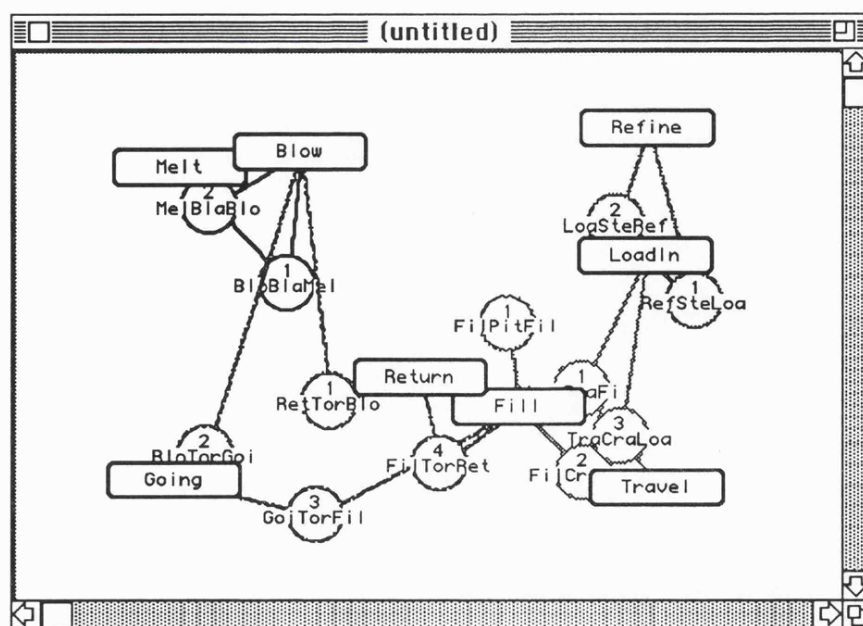 (untitled)
Refine
Blow
Melt
2
MelBlaBlo
2
LoaSteRef
LoadIn
1
BloBlaMel
1
RefSteLoa
1
FilPitFil
Return
1
RetTorBlo
1
Fill
3
TraCraLoa
2
BloTorGoi
4
FilTorRet
2
Going
Travel
3
GoiTorFil